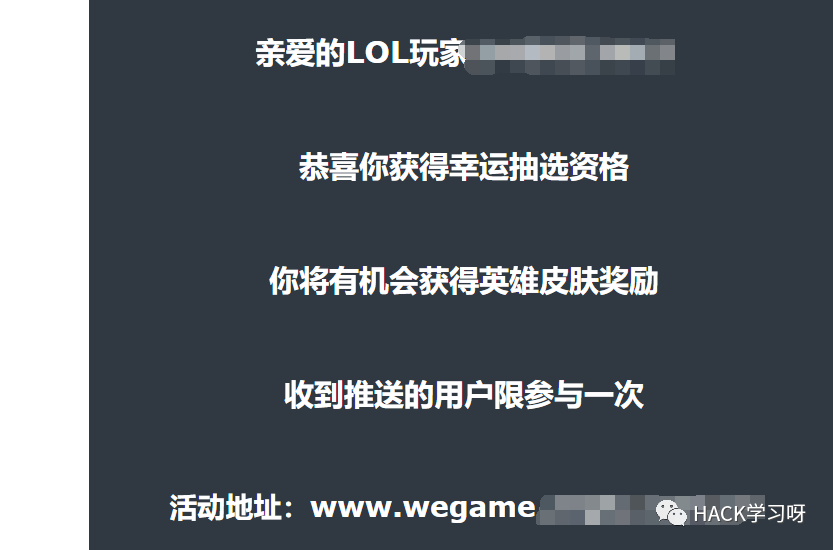 亲爱的LOL玩家
恭喜你获得幸运抽选资格
你将有机会获得英雄皮肤奖励
收到推送的用户限参与一次
活动地址：www.wegame
HACK学习呀